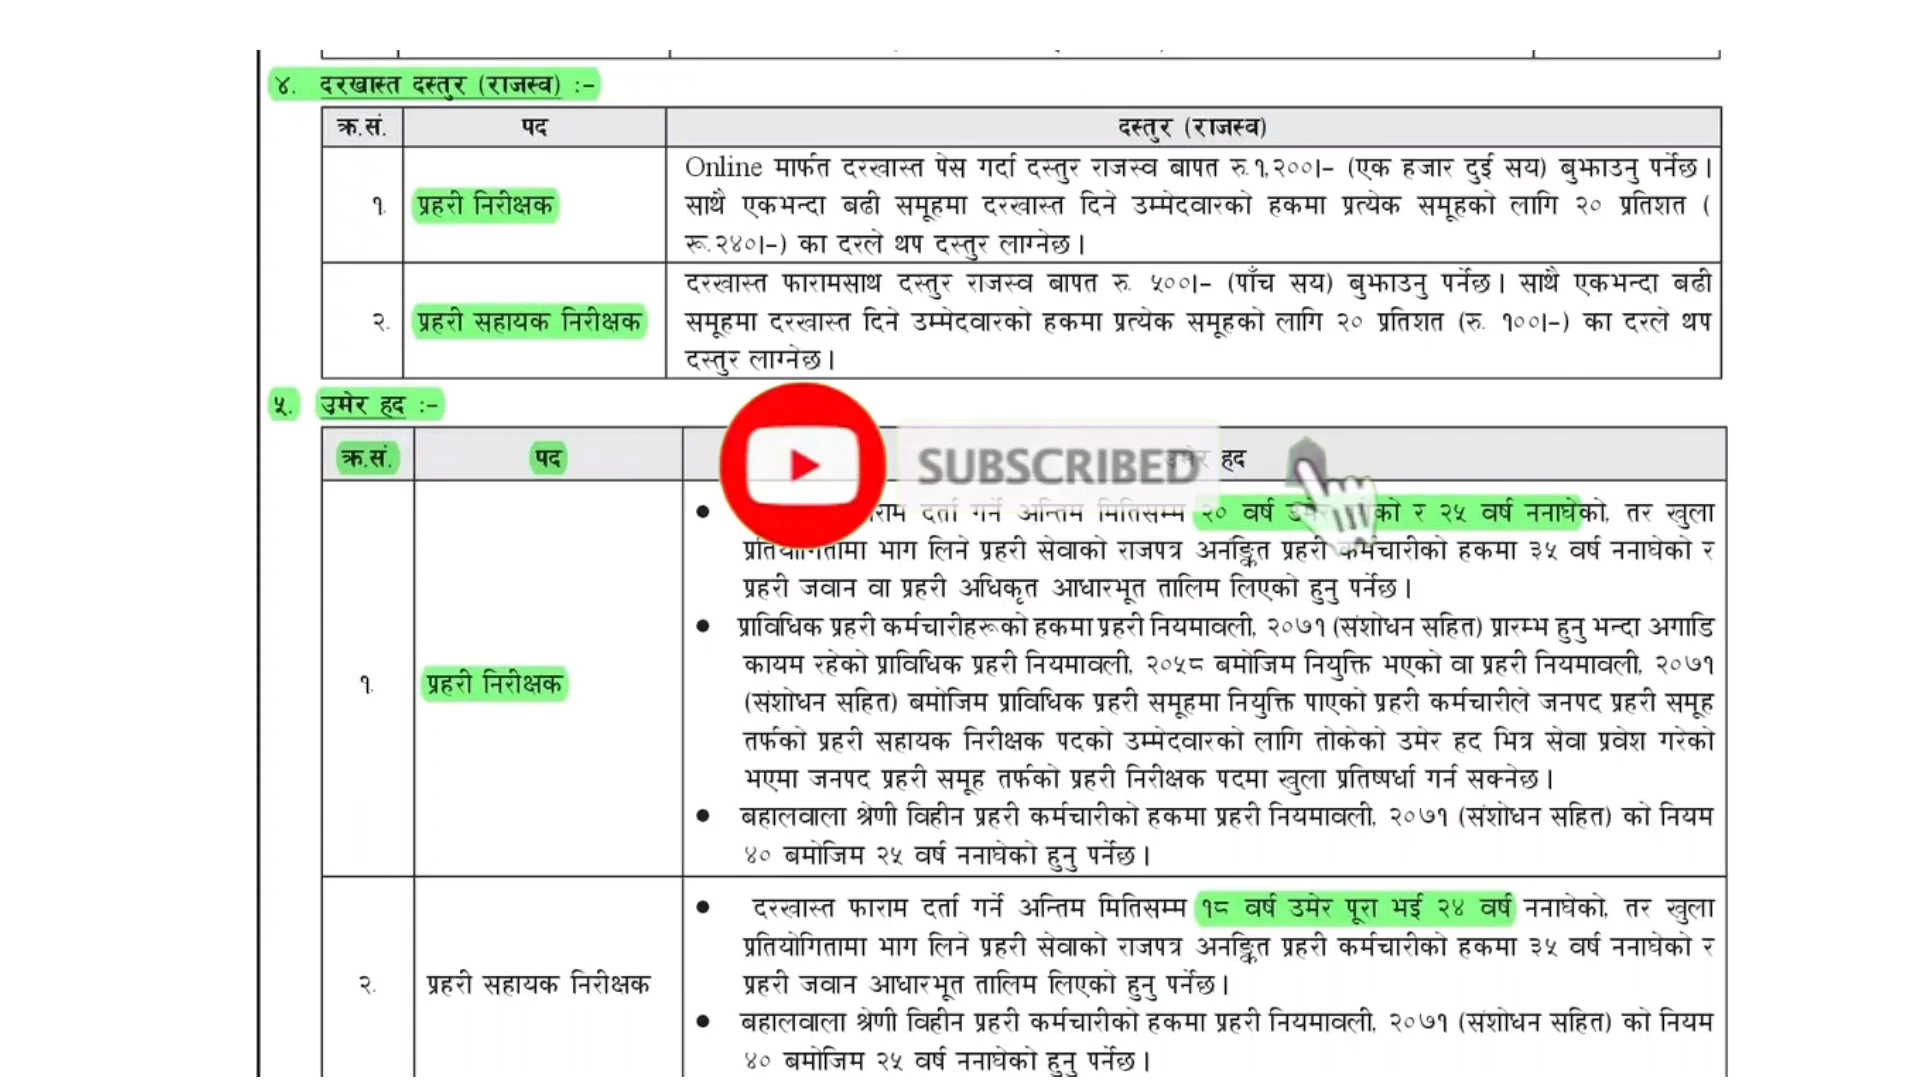 ४. दरखास्त दस्तुर (राजस्व) :-
क्र.सं. पद दस्तुर (राजस्व)
१. प्रहरी निरीक्षक
Online मार्फत दरखास्त पेस गर्दा दस्तुर राजस्व बापत रु.१,२००।– (एक हजार दुई सय) बुझाउनु पर्नेछ।
साथै एकभन्दा बढी समूहमा दरखास्त दिने उम्मेदवारको हकमा प्रत्येक समूहको लागि २० प्रतिशत (
रू.२४०।–) का दरले थप दस्तुर लाग्नेछ।
२. प्रहरी सहायक निरीक्षक
दरखास्त फारामसाथ दस्तुर राजस्व बापत रु. ५००।– (पाँच सय) बुझाउनु पर्नेछ। साथै एकभन्दा बढी
समूहमा दरखास्त दिने उम्मेदवारको हकमा प्रत्येक समूहको लागि २० प्रतिशत (रु. १००।–) का दरले थप
दस्तुर लाग्नेछ।
५. उमेर हद :-
क्र.सं. पद उमेर हद
SUBSCRIBED
१. प्रहरी निरीक्षक
दर्ता गर्ने अन्तिम मितिसम्म २० वर्ष र २५ वर्ष ननाघेको, तर खुला
प्रतियोगितामा भाग लिने प्रहरी सेवाको राजपत्र अनङ्कित प्रहरी कर्मचारीको हकमा ३५ वर्ष ननाघेको र
प्रहरी जवान वा प्रहरी अधिकृत आधारभूत तालिम लिएको हुनु पर्नेछ।
● प्राविधिक प्रहरी कर्मचारीहरूको हकमा प्रहरी नियमावली, २०७१ (संशोधन सहित) प्रारम्भ हुनु भन्दा अगाडि
कायम रहेको प्राविधिक प्रहरी नियमावली, २०५८ बमोजिम नियुक्ति भएको वा प्रहरी नियमावली, २०७१
(संशोधन सहित) बमोजिम प्राविधिक प्रहरी समूहमा नियुक्ति पाएको प्रहरी कर्मचारीले जनपद प्रहरी समूह
तर्फको प्रहरी सहायक निरीक्षक पदको उम्मेदवारको लागि तोकेको उमेर हद भित्र सेवा प्रवेश गरेको
भएमा जनपद प्रहरी समूह तर्फको प्रहरी निरीक्षक पदमा खुला प्रतिष्पर्धा गर्न सक्नेछ।
● बहालवाला श्रेणी विहीन प्रहरी कर्मचारीको हकमा प्रहरी नियमावली, २०७१ (संशोधन सहित) को नियम
४० बमोजिम २५ वर्ष ननाघेको हुनु पर्नेछ।
२. प्रहरी सहायक निरीक्षक
● दरखास्त फाराम दर्ता गर्ने अन्तिम मितिसम्म १८ वर्ष उमेर पूरा भई २४ वर्ष ननाघेको, तर खुला
प्रतियोगितामा भाग लिने प्रहरी सेवाको राजपत्र अनङ्कित प्रहरी कर्मचारीको हकमा ३५ वर्ष ननाघेको र
प्रहरी जवान आधारभूत तालिम लिएको हुनु पर्नेछ।
● बहालवाला श्रेणी विहीन प्रहरी कर्मचारीको हकमा प्रहरी नियमावली, २०७१ (संशोधन सहित) को नियम
४० बमोजिम २५ वर्ष ननाघेको हुनु पर्नेछ।